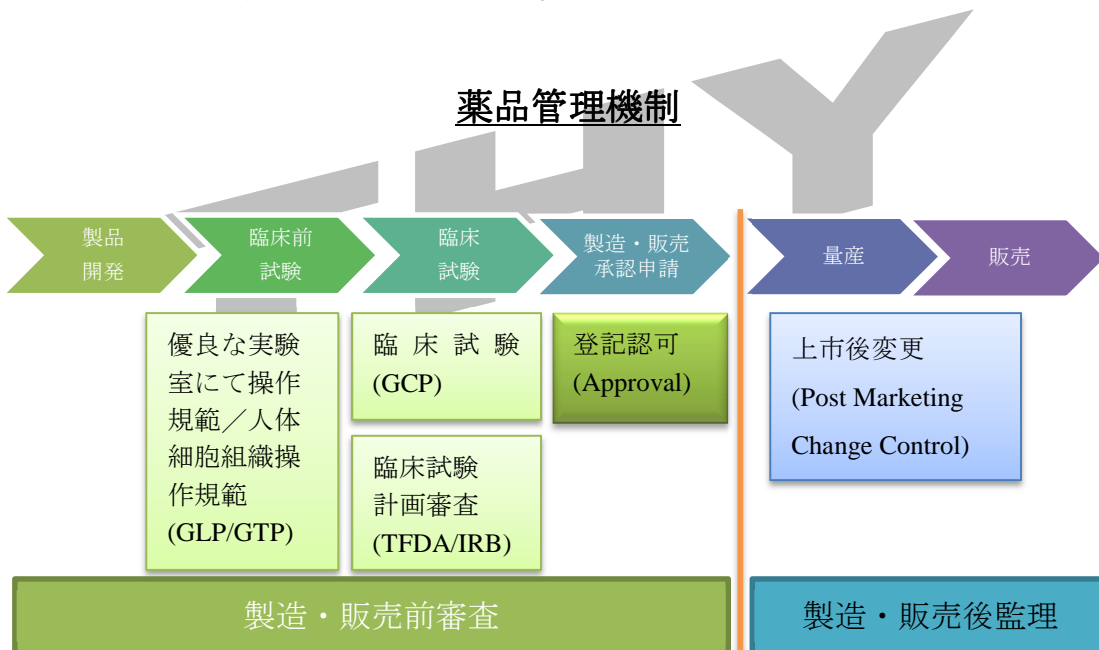 薬品管理機制
製品
開発
臨床前
試験
臨床
試験
製造・販売
承認申請
量産
販売
優良な実験
室にて操作
規範／人体
細胞組織操
作規範
(GLP/GTP)
臨床試験
(GCP)
臨床試験
計画審査
(TFDA/IRB)
登記認可
(Approval)
上市後変更
(Post Marketing
Change Control)
製造・販売前審査
製造・販売後監理